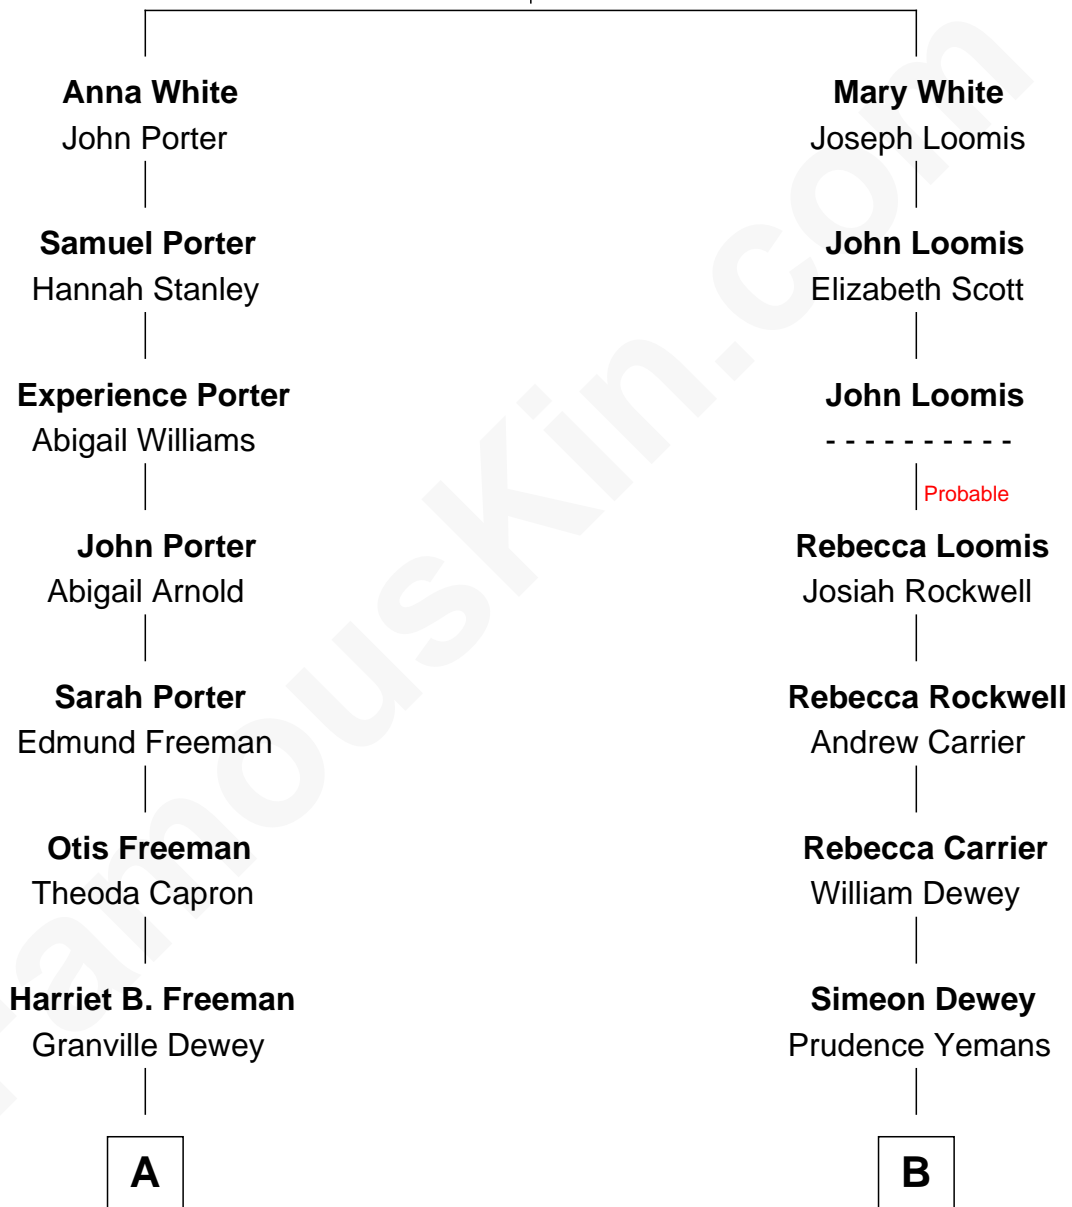 Anna White
John Porter
Mary White
Joseph Loomis
Samuel Porter
Hannah Stanley
John Loomis
Elizabeth Scott
Experience Porter
Abigail Williams
John Loomis
- - - - - - - - - -
Probable
John Porter
Abigail Arnold
Rebecca Loomis
Josiah Rockwell
Sarah Porter
Edmund Freeman
Rebecca Rockwell
Andrew Carrier
Otis Freeman
Theoda Capron
Rebecca Carrier
William Dewey
Harriet B. Freeman
Granville Dewey
Simeon Dewey
Prudence Yemans
A
B
FamousKin.com